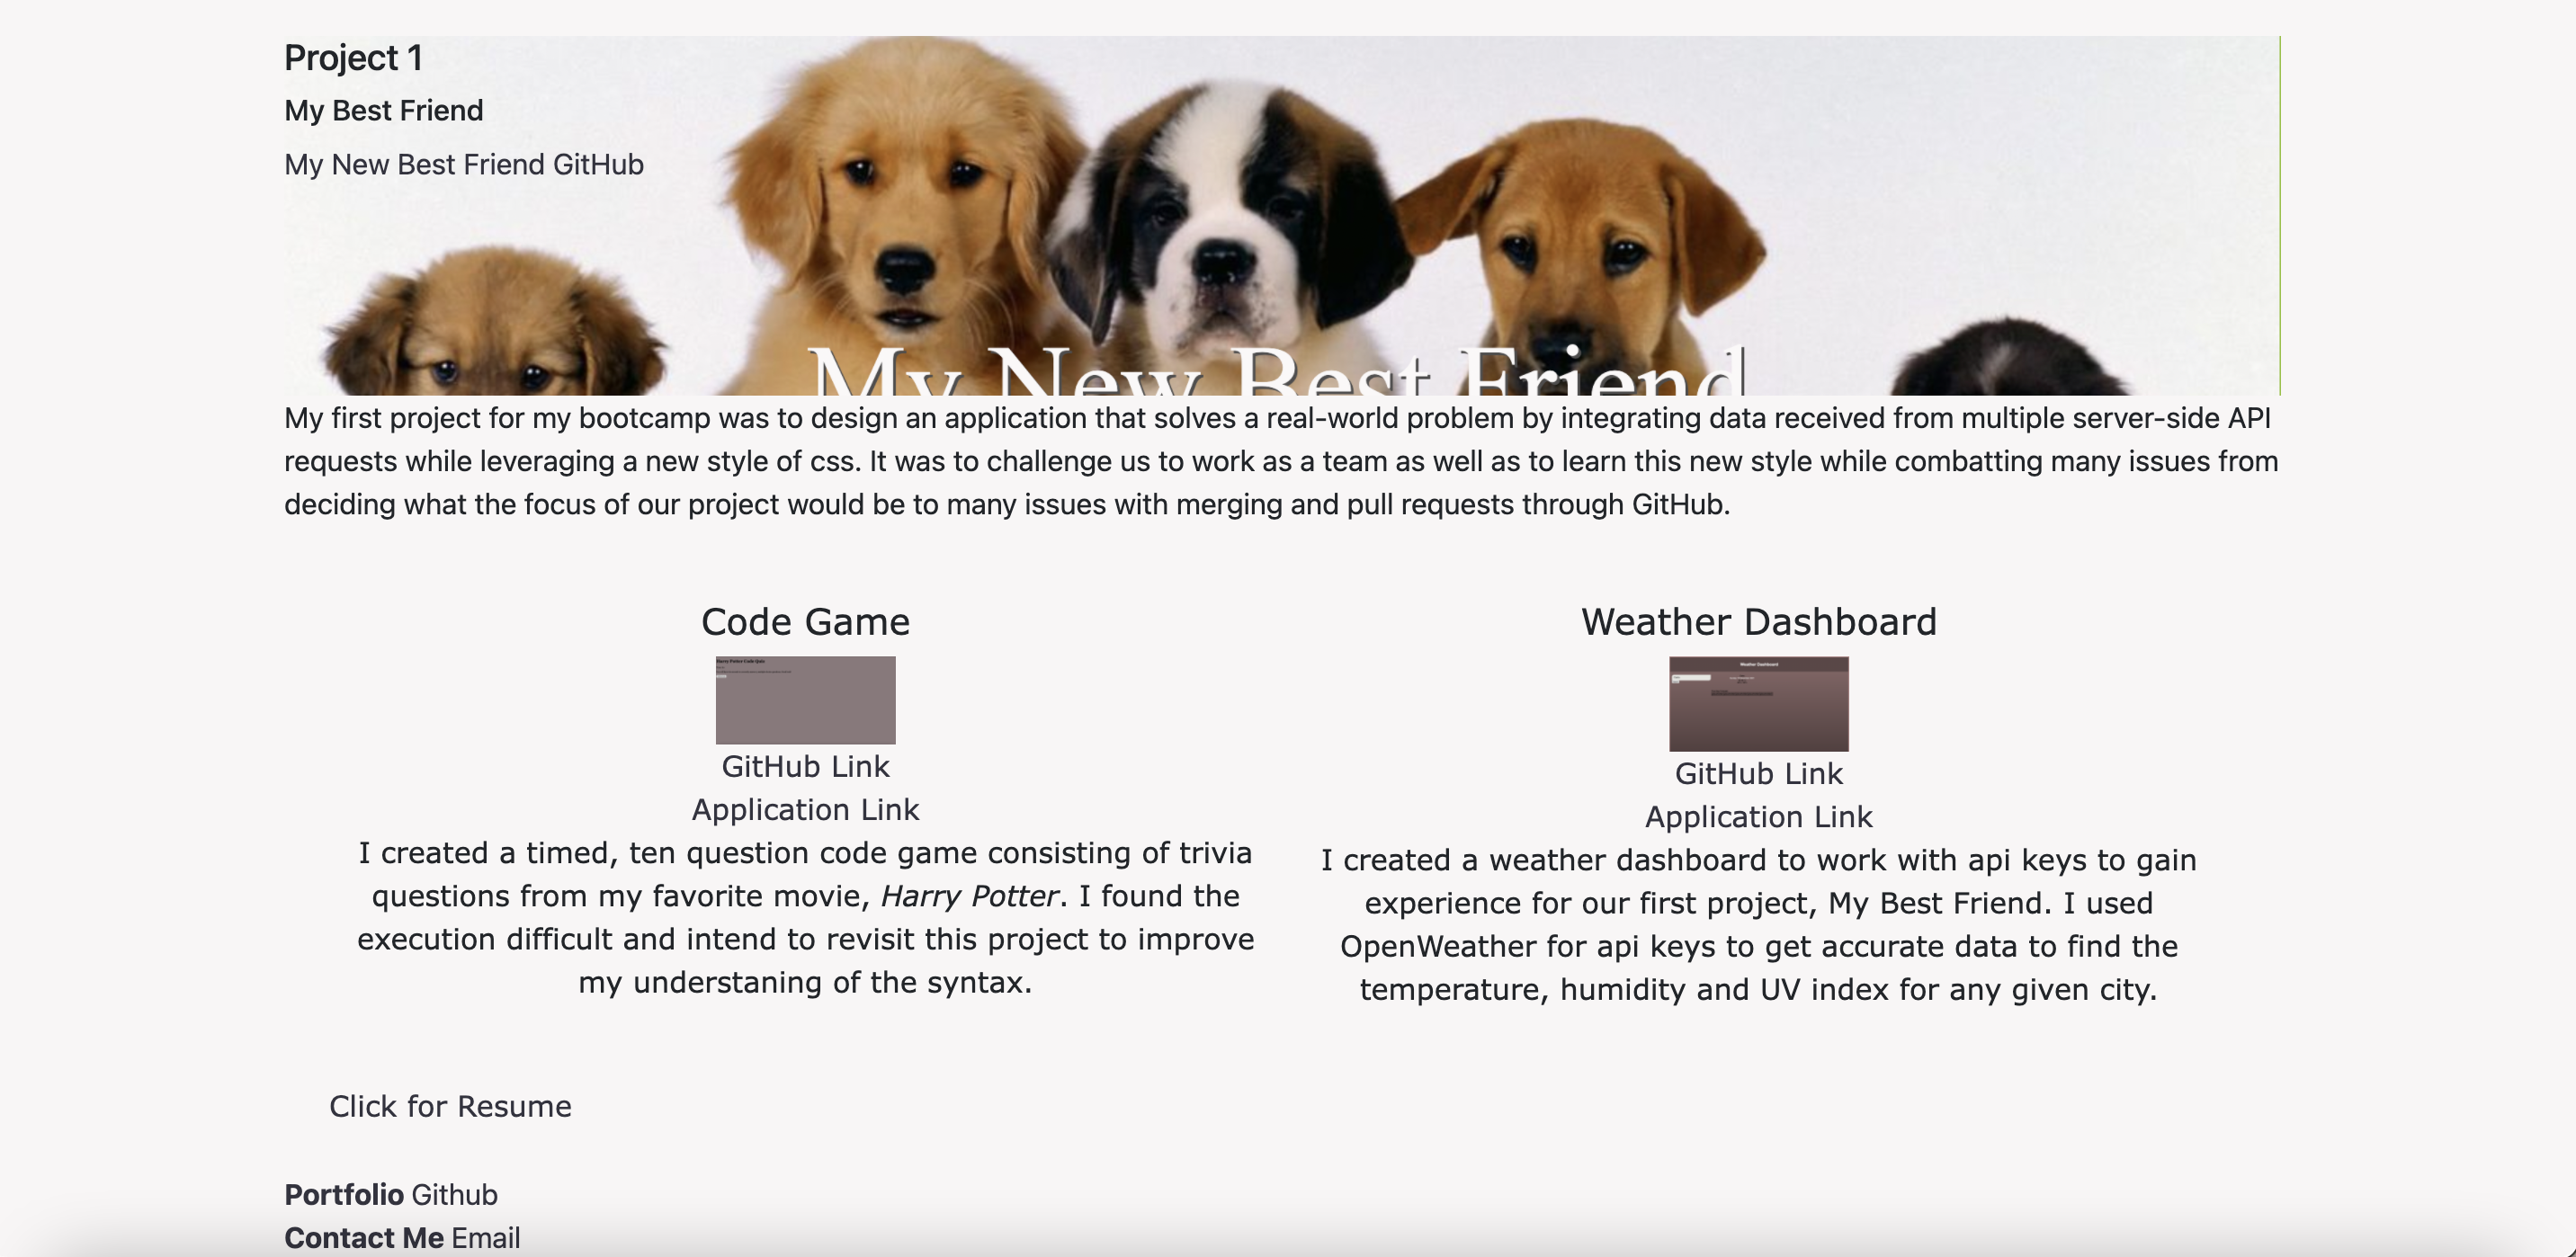 Project 1
My Best Friend
My New Best Friend GitHub
My New Best Friend
My first project for my bootcamp was to design an application that solves a real-world problem by integrating data received from multiple server-side API
requests while leveraging a new style of css. It was to challenge us to work as a team as well as to learn this new style while combatting many issues from
deciding what the focus of our project would be to many issues with merging and pull requests through GitHub.
Code Game
Harry Potter Code Quiz
GitHub Link
Application Link
I created a timed, ten question code game consisting of trivia
questions from my favorite movie, Harry Potter. I found the
execution difficult and intend to revisit this project to improve
my understaning of the syntax.
Weather Dashboard
Weather Dashboard
GitHub Link
Application Link
I created a weather dashboard to work with api keys to gain
experience for our first project, My Best Friend. I used
OpenWeather for api keys to get accurate data to find the
temperature, humidity and UV index for any given city.
Click for Resume
Portfolio Github
Contact Me Email